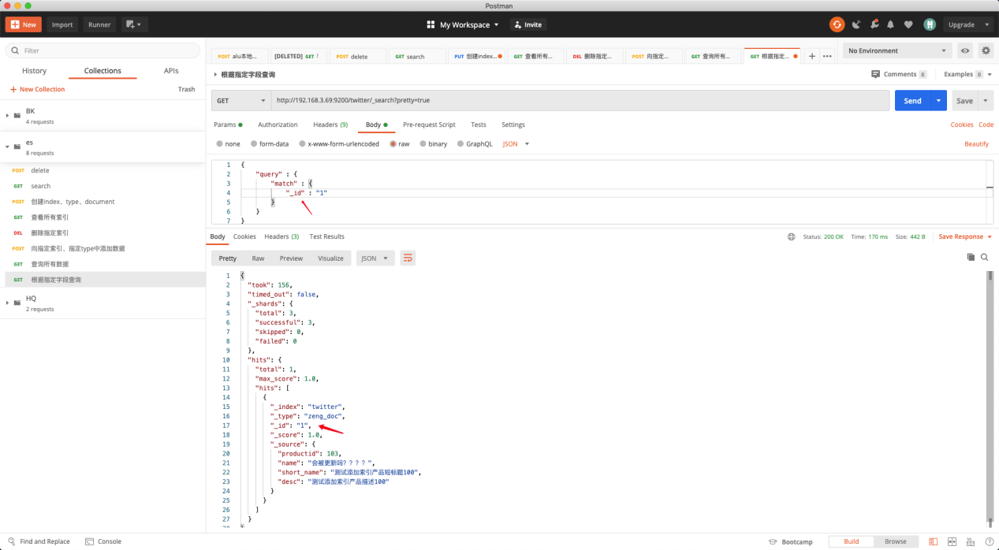 Postman
New Import Runner My Workspace Invite Upgrade
Filter
History Collections APIs
New Collection Trash
BK
4 requests
es
8 requests
POST delete
GET search
POST 创建index、type、document
GET 查看所有索引
DEL 删除指定索引
POST 向指定索引、指定type中添加数据
GET 查询所有数据
GET 根据指定字段查询
HQ
2 requests
POST alu本地... [DELETED] GET POST delete GET search PUT 创建index... GET 查看所有... DEL 删除指定... POST 向指定... GET 查询所有... GET 根据指定... No Environment
根据指定字段查询 Comments 0 Examples 0
GET http://192.168.3.69:9200/twitter/_search?pretty=true Send Save
Params Authorization Headers (9) Body Pre-request Script Tests Settings Cookies Code
none form-data x-www-form-urlencoded raw binary GraphQL JSON Beautify
1 {
2 "query" : {
3 "match" : {
4 "_id" : "1"
5 }
6 }
7 }
Body Cookies Headers (3) Test Results Status: 200 OK Time: 170 ms Size: 442 B Save Response
Pretty Raw Preview Visualize JSON
1 {
2 "took": 156,
3 "timed_out": false,
4 "_shards": {
5 "total": 3,
6 "successful": 3,
7 "skipped": 0,
8 "failed": 0
9 },
10 "hits": {
11 "total": 1,
12 "max_score": 1.0,
13 "hits": [
14 {
15 "_index": "twitter",
16 "_type": "zeng_doc",
17 "_id": "1",
18 "_score": 1.0,
19 "_source": {
20 "productid": 103,
21 "name": "会被更新吗？？？？",
22 "short_name": "测试添加索引产品短标题100",
23 "desc": "测试添加索引产品描述100"
24 }
25 }
26 ]
27 }
28 }
Find and Replace Console Bootcamp Build Browse